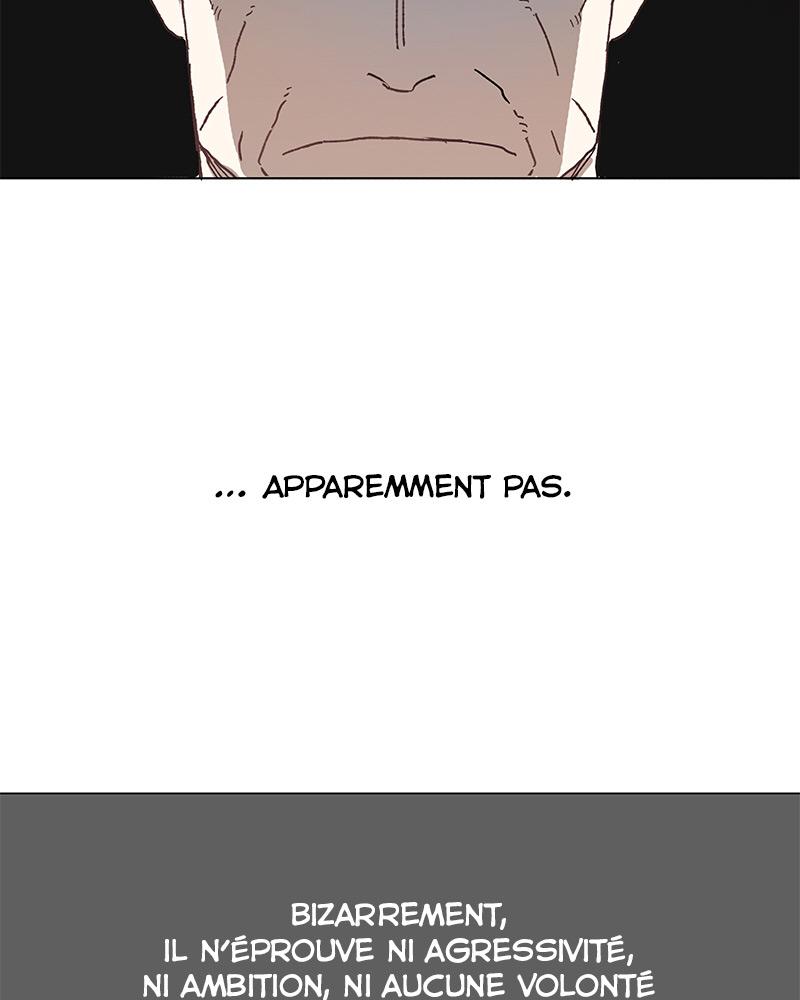 ... APPAREMMENT PAS.
BIZARREMENT,
IL N'ÉPROUVE NI AGRESSIVITÉ,
NI AMBITION, NI AUCUNE VOLONTÉ